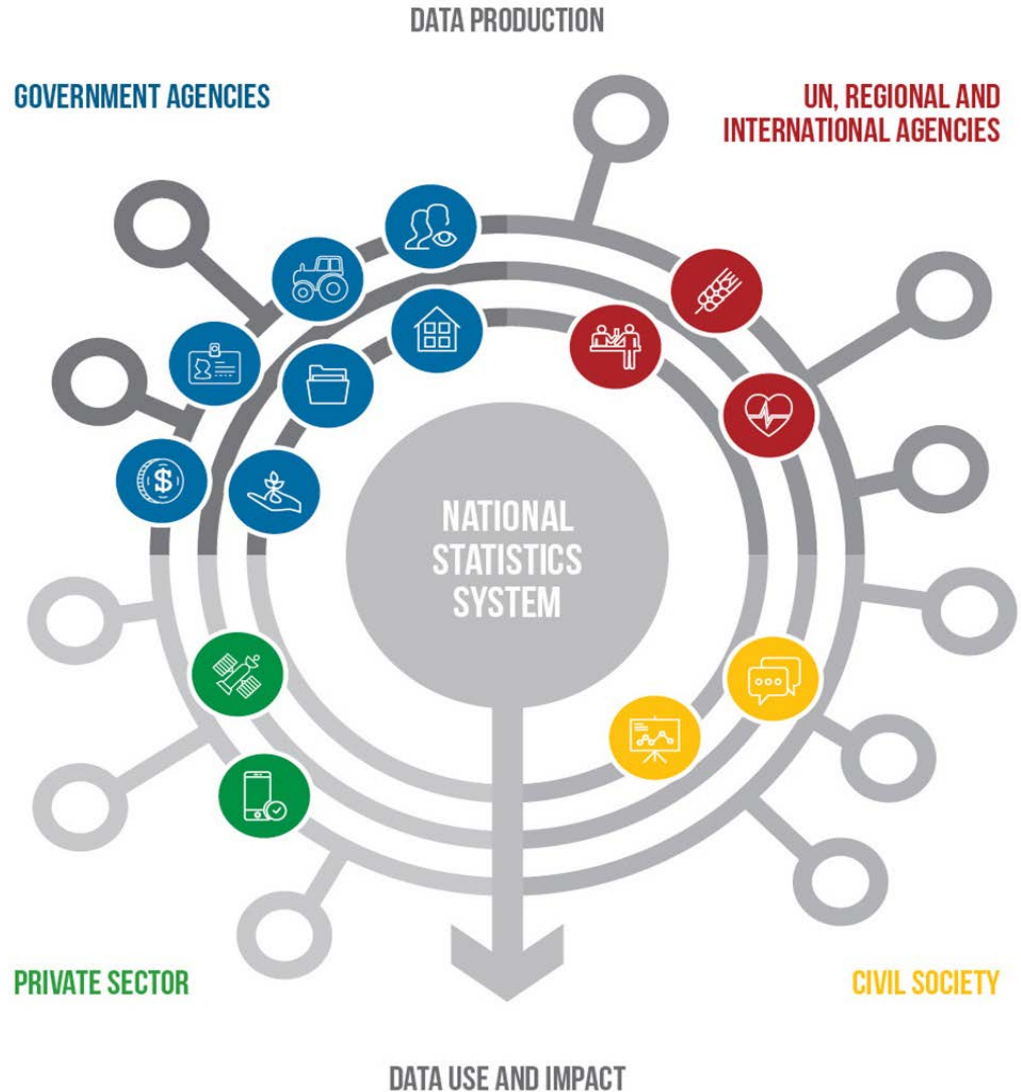 DATA PRODUCTION
GOVERNMENT AGENCIES
UN, REGIONAL AND
INTERNATIONAL AGENCIES
$
NATIONAL
STATISTICS
SYSTEM
PRIVATE SECTOR
CIVIL SOCIETY
DATA USE AND IMPACT